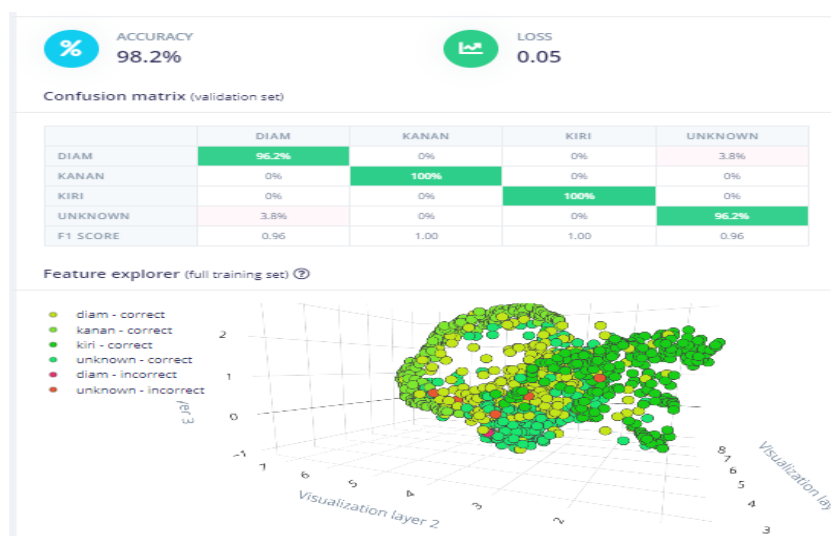 ACCURACY
98.2%
LOSS
0.05
Confusion matrix (validation set)
DIAM KANAN KIRI UNKNOWN
DIAM 96.2% 0% 0% 3.8%
KANAN 0% 100% 0% 0%
KIRI 0% 0% 100% 0%
UNKNOWN 3.8% 0% 0% 96.2%
F1 SCORE 0.96 1.00 1.00 0.96
Feature explorer (full training set)
diam - correct
kanan - correct
kiri - correct
unknown - correct
diam - incorrect
unknown - incorrect
2
1
0
-1
yer 3
7
6
5
4
3
2
Visualization layer 2
8
7
6
5
4
3
Visualization lay